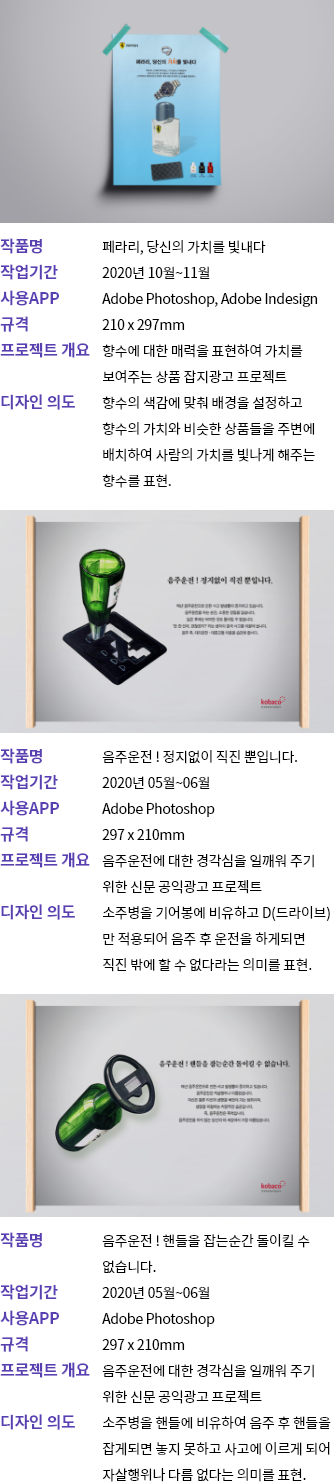 페라리, 당신의 가치를 빛내다
작품명 페라리, 당신의 가치를 빛내다
작업기간 2020년 10월~11월
사용APP Adobe Photoshop, Adobe Indesign
규격 210 x 297mm
프로젝트 개요 향수에 대한 매력을 표현하여 가치를
보여주는 상품 잡지광고 프로젝트
디자인 의도 향수의 색감에 맞춰 배경을 설정하고
향수의 가치와 비슷한 상품들을 주변에
배치하여 사람의 가치를 빛나게 해주는
향수를 표현.
음주운전 ! 정지없이 직진 뿐입니다.
kobaco
작품명 음주운전 ! 정지없이 직진 뿐입니다.
작업기간 2020년 05월~06월
사용APP Adobe Photoshop
규격 297 x 210mm
프로젝트 개요 음주운전에 대한 경각심을 일깨워 주기
위한 신문 공익광고 프로젝트
디자인 의도 소주병을 기어봉에 비유하고 D(드라이브)
만 적용되어 음주 후 운전을 하게되면
직진 밖에 할 수 없다라는 의미를 표현.
음주운전 ! 핸들을 잡는순간 돌이킬 수 없습니다.
kobaco
작품명 음주운전 ! 핸들을 잡는순간 돌이킬 수
없습니다.
작업기간 2020년 05월~06월
사용APP Adobe Photoshop
규격 297 x 210mm
프로젝트 개요 음주운전에 대한 경각심을 일깨워 주기
위한 신문 공익광고 프로젝트
디자인 의도 소주병을 핸들에 비유하여 음주 후 핸들을
잡게되면 놓지 못하고 사고에 이르게 되어
자살행위나 다름 없다는 의미를 표현.